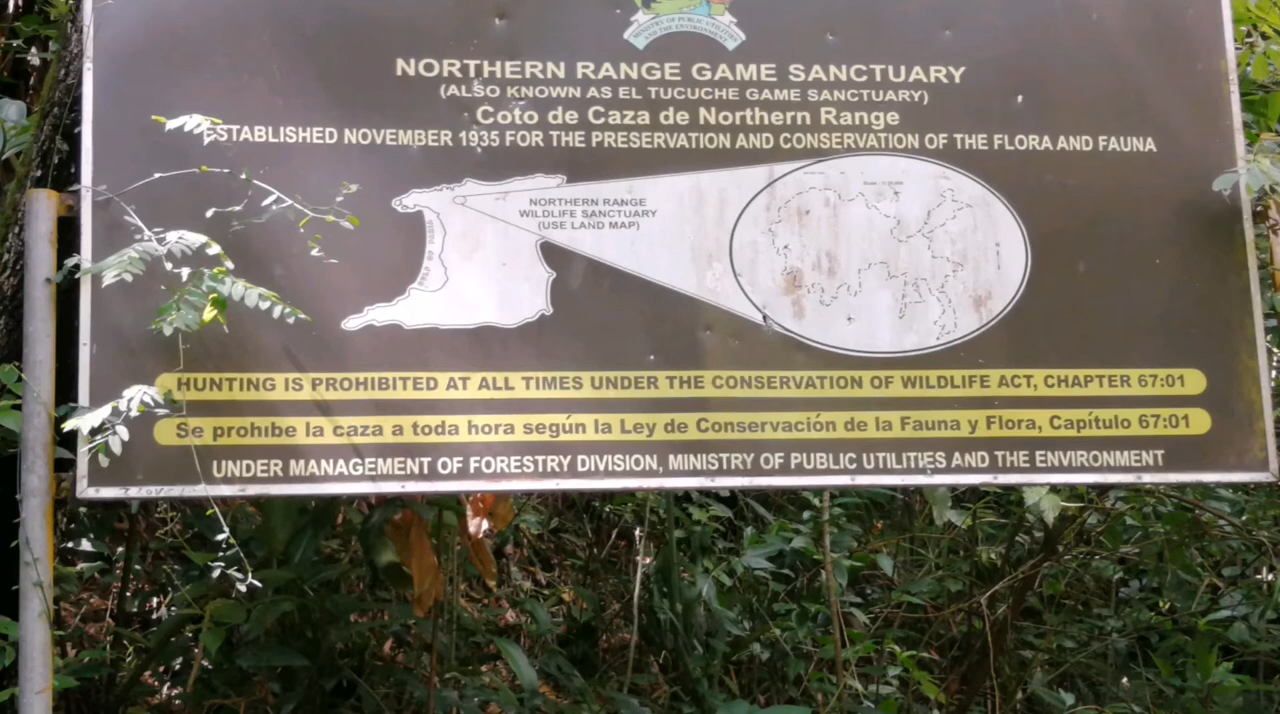 MINISTRY OF PUBLIC UTILITIES
AND THE ENVIRONMENT
NORTHERN RANGE GAME SANCTUARY
(ALSO KNOWN AS EL TUCUCHE GAME SANCTUARY)
Coto de Caza de Northern Range
ESTABLISHED NOVEMBER 1935 FOR THE PRESERVATION AND CONSERVATION OF THE FLORA AND FAUNA
NORTHERN RANGE
WILDLIFE SANCTUARY
(USE LAND MAP)
GULF OF PARIA
HUNTING IS PROHIBITED AT ALL TIMES UNDER THE CONSERVATION OF WILDLIFE ACT, CHAPTER 67:01
Se prohibe la caza a toda hora según la Ley de Conservación de la Fauna y Flora, Capítulo 67:01
UNDER MANAGEMENT OF FORESTRY DIVISION, MINISTRY OF PUBLIC UTILITIES AND THE ENVIRONMENT